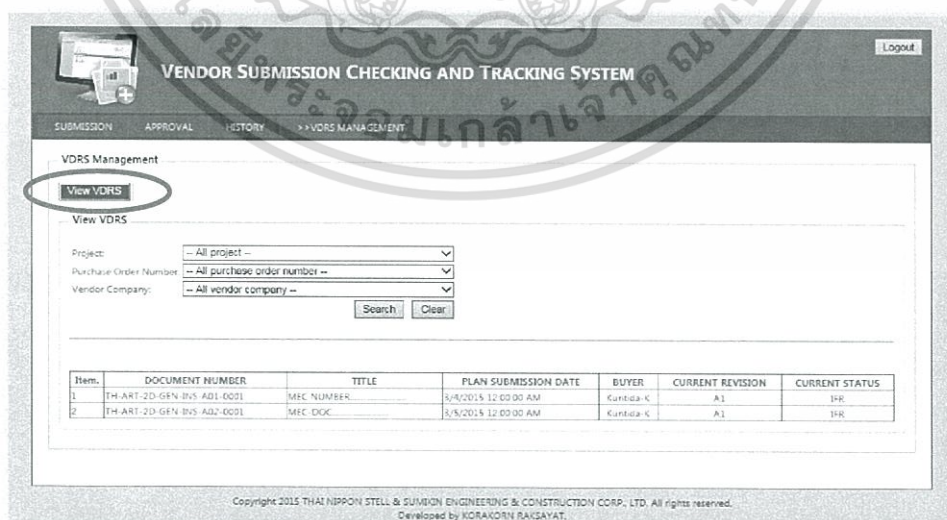 Logout
VENDOR SUBMISSION CHECKING AND TRACKING SYSTEM
SUBMISSION APPROVAL HISTORY >>VDRS MANAGEMENT
VDRS Management
View VDRS
View VDRS
Project: -- All project --
Purchase Order Number -- All purchase order number --
Vendor Company: -- All vendor company --
Search Clear
Item. DOCUMENT NUMBER TITLE PLAN SUBMISSION DATE BUYER CURRENT REVISION CURRENT STATUS
1 TH-ART-2D-GEN-INS-A01-0001 MEC NUMBER 3/4/2015 12:00:00 AM Kuntida-K A1 IFR
2 TH-ART-2D-GEN-INS-A02-0001 MEC-DOC 3/5/2015 12:00:00 AM Kuntida-K A1 IFR
Copyright 2015 THAI NIPPON STELL & SUMIKIN ENGINEERING & CONSTRUCTION CORP., LTD. All rights reserved.
Developed by KORAKORN RAKSAYAT.